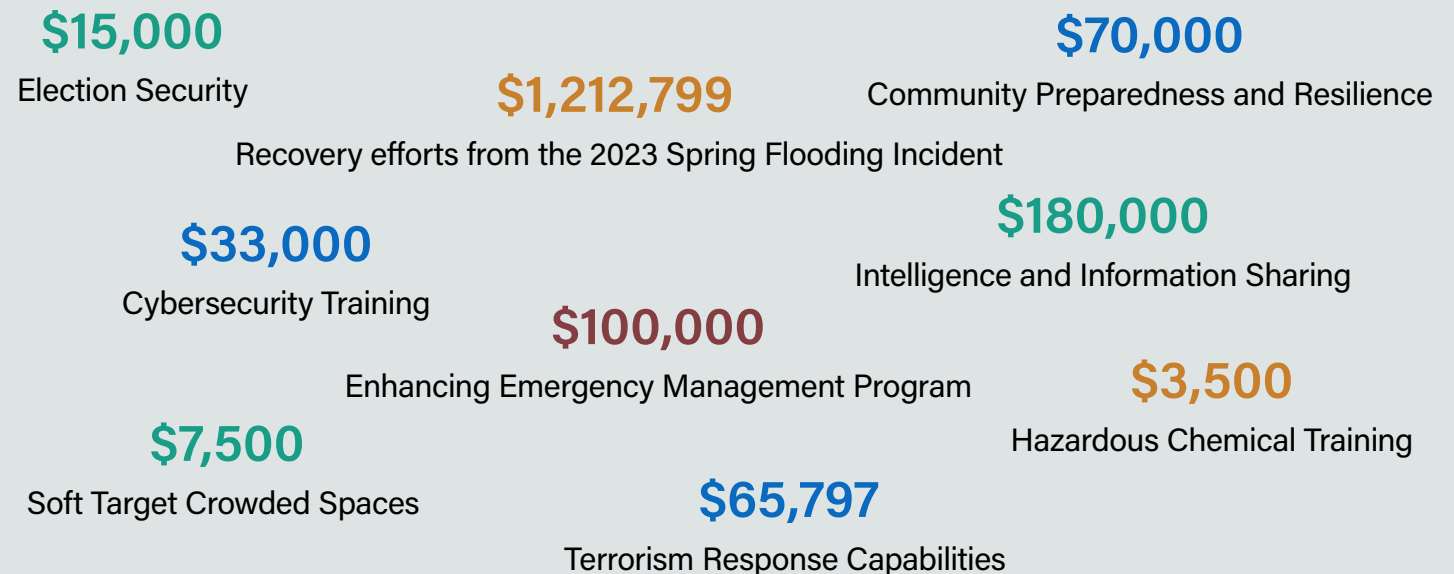 $15,000
Election Security
$70,000
Community Preparedness and Resilience
$1,212,799
Recovery efforts from the 2023 Spring Flooding Incident
$180,000
Intelligence and Information Sharing
$33,000
Cybersecurity Training
$100,000
Enhancing Emergency Management Program
$3,500
Hazardous Chemical Training
$7,500
Soft Target Crowded Spaces
$65,797
Terrorism Response Capabilities